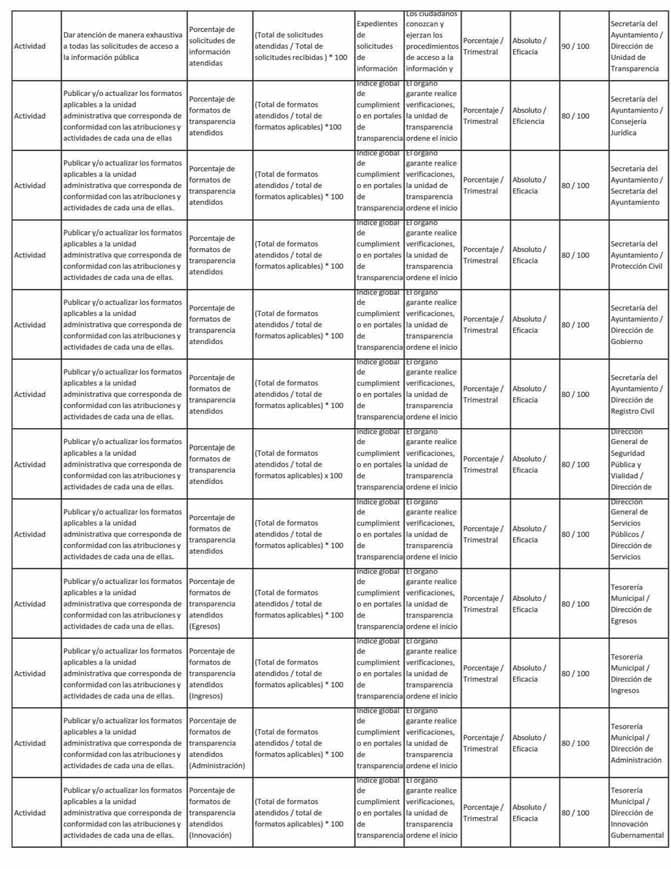 Actividad
Dar atención de manera exhaustiva
a todas las solicitudes de acceso a
la información pública
Porcentaje de
solicitudes de
información
atendidas
(Total de solicitudes
atendidas / Total de
solicitudes recibidas ) * 100
Expedientes
de
solicitudes
de
información
Los ciudadanos
conozcan y
ejerzan los
procedimientos
de acceso a la
información y
Porcentaje /
Trimestral
Absoluto /
Eficacia
90 / 100
Secretaría del
Ayuntamiento /
Dirección de
Unidad de
Transparencia
Actividad
Publicar y/o actualizar los formatos
aplicables a la unidad
administrativa que corresponda de
conformidad con las atribuciones y
actividades de cada una de ellas
Porcentaje de
formatos de
transparencia
atendidos
(Total de formatos
atendidos / total de
formatos aplicables) *100
Índice global
de
cumpliment
o en portales
de
transparencia
El órgano
garante realice
verificaciones,
la unidad de
transparencia
ordene el inicio
Porcentaje /
Trimestral
Absoluto /
Eficiencia
80 / 100
Secretaría del
Ayuntamiento /
Consejería
Jurídica
Actividad
Publicar y/o actualizar los formatos
aplicables a la unidad
administrativa que corresponda de
conformidad con las atribuciones y
actividades de cada una de ellas.
Porcentaje de
formatos de
transparencia
atendidos
(Total de formatos
atendidos / total de
formatos aplicables) * 100
Índice global
de
cumpliment
o en portales
de
transparencia
El órgano
garante realice
verificaciones,
la unidad de
transparencia
ordene el inicio
Porcentaje /
Trimestral
Absoluto /
Eficacia
80 / 100
Secretaría del
Ayuntamiento /
Secretaría del
Ayuntamiento
Actividad
Publicar y/o actualizar los formatos
aplicables a la unidad
administrativa que corresponda de
conformidad con las atribuciones y
actividades de cada una de ellas.
Porcentaje de
formatos de
transparencia
atendidos
(Total de formatos
atendidos / total de
formatos aplicables) * 100
Índice global
de
cumpliment
o en portales
de
transparencia
El órgano
garante realice
verificaciones,
la unidad de
transparencia
ordene el inicio
Porcentaje /
Trimestral
Absoluto /
Eficacia
80 / 100
Secretaría del
Ayuntamiento /
Protección Civil
Actividad
Publicar y/o actualizar los formatos
aplicables a la unidad
administrativa que corresponda de
conformidad con las atribuciones y
actividades de cada una de ellas.
Porcentaje de
formatos de
transparencia
atendidos
(Total de formatos
atendidos / total de
formatos aplicables) * 100
Índice global
de
cumpliment
o en portales
de
transparencia
El órgano
garante realice
verificaciones,
la unidad de
transparencia
ordene el inicio
Porcentaje /
Trimestral
Absoluto /
Eficacia
80 / 100
Secretaría del
Ayuntamiento /
Dirección de
Gobierno
Actividad
Publicar y/o actualizar los formatos
aplicables a la unidad
administrativa que corresponda de
conformidad con las atribuciones y
actividades de cada una de ellas.
Porcentaje de
formatos de
transparencia
atendidos
(Total de formatos
atendidos / total de
formatos aplicables) * 100
Índice global
de
cumpliment
o en portales
de
transparencia
El órgano
garante realice
verificaciones,
la unidad de
transparencia
ordene el inicio
Porcentaje /
Trimestral
Absoluto /
Eficacia
80 / 100
Secretaría del
Ayuntamiento /
Dirección de
Registro Civil
Actividad
Publicar y/o actualizar los formatos
aplicables a la unidad
administrativa que corresponda de
conformidad con las atribuciones y
actividades de cada una de ellas.
Porcentaje de
formatos de
transparencia
atendidos
(Total de formatos
atendidos / total de
formatos aplicables) x 100
Índice global
de
cumpliment
o en portales
de
transparencia
El órgano
garante realice
verificaciones,
la unidad de
transparencia
ordene el inicio
Porcentaje /
Trimestral
Absoluto /
Eficacia
80 / 100
Dirección
General de
Seguridad
Pública y
Vialidad /
Dirección de
Actividad
Publicar y/o actualizar los formatos
aplicables a la unidad
administrativa que corresponda de
conformidad con las atribuciones y
actividades de cada una de ellas.
Porcentaje de
formatos de
transparencia
atendidos
(Total de formatos
atendidos / total de
formatos aplicables) * 100
Índice global
de
cumpliment
o en portales
de
transparencia
El órgano
garante realice
verificaciones,
la unidad de
transparencia
ordene el inicio
Porcentaje /
Trimestral
Absoluto /
Eficacia
80 / 100
Dirección
General de
Servicios
Públicos /
Dirección de
Servicios
Actividad
Publicar y/o actualizar los formatos
aplicables a la unidad
administrativa que corresponda de
conformidad con las atribuciones y
actividades de cada una de ellas.
Porcentaje de
formatos de
transparencia
atendidos
(Egresos)
(Total de formatos
atendidos / total de
formatos aplicables) * 100
Índice global
de
cumpliment
o en portales
de
transparencia
El órgano
garante realice
verificaciones,
la unidad de
transparencia
ordene el inicio
Porcentaje /
Trimestral
Absoluto /
Eficacia
80 / 100
Tesorería
Municipal /
Dirección de
Egresos
Actividad
Publicar y/o actualizar los formatos
aplicables a la unidad
administrativa que corresponda de
conformidad con las atribuciones y
actividades de cada una de ellas.
Porcentaje de
formatos de
transparencia
atendidos
(Ingresos)
(Total de formatos
atendidos / total de
formatos aplicables) * 100
Índice global
de
cumpliment
o en portales
de
transparencia
El órgano
garante realice
verificaciones,
la unidad de
transparencia
ordene el inicio
Porcentaje /
Trimestral
Absoluto /
Eficacia
80 / 100
Tesorería
Municipal /
Dirección de
Ingresos
Actividad
Publicar y/o actualizar los formatos
aplicables a la unidad
administrativa que corresponda de
conformidad con las atribuciones y
actividades de cada una de ellas.
Porcentaje de
formatos de
transparencia
atendidos
(Administración)
(Total de formatos
atendidos / total de
formatos aplicables) * 100
Índice global
de
cumpliment
o en portales
de
transparencia
El órgano
garante realice
verificaciones,
la unidad de
transparencia
ordene el inicio
Porcentaje /
Trimestral
Absoluto /
Eficacia
80 / 100
Tesorería
Municipal /
Dirección de
Administración
Actividad
Publicar y/o actualizar los formatos
aplicables a la unidad
administrativa que corresponda de
conformidad con las atribuciones y
actividades de cada una de ellas.
Porcentaje de
formatos de
transparencia
atendidos
(Innovación)
(Total de formatos
atendidos / total de
formatos aplicables) * 100
Índice global
de
cumpliment
o en portales
de
transparencia
El órgano
garante realice
verificaciones,
la unidad de
transparencia
ordene el inicio
Porcentaje /
Trimestral
Absoluto /
Eficacia
80 / 100
Tesorería
Municipal /
Dirección de
Innovación
Gubernamental